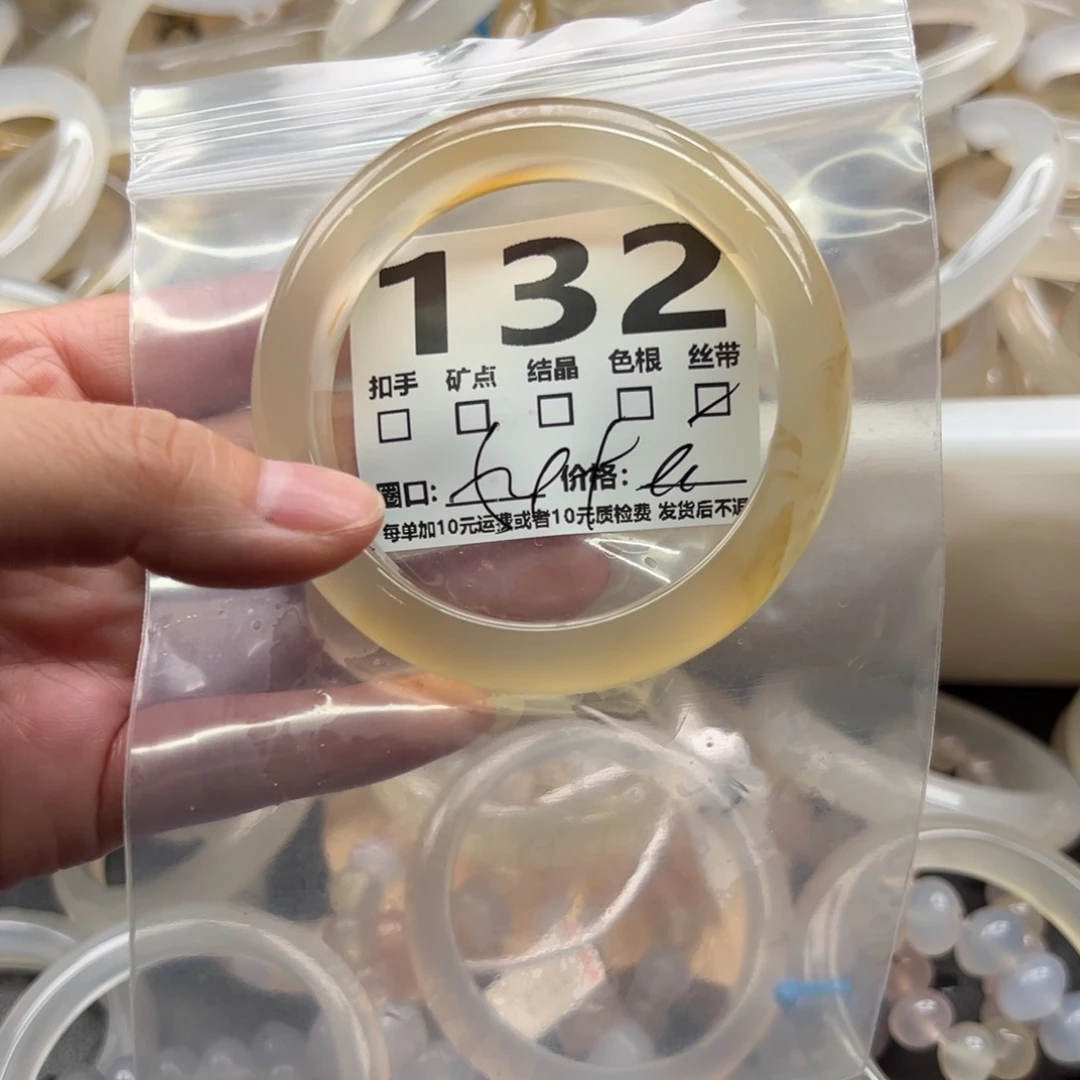 132
扣手 矿点 结晶 色根 丝带
圈口: 价格:
每单加10元运费或者10元质检费 发货后不退